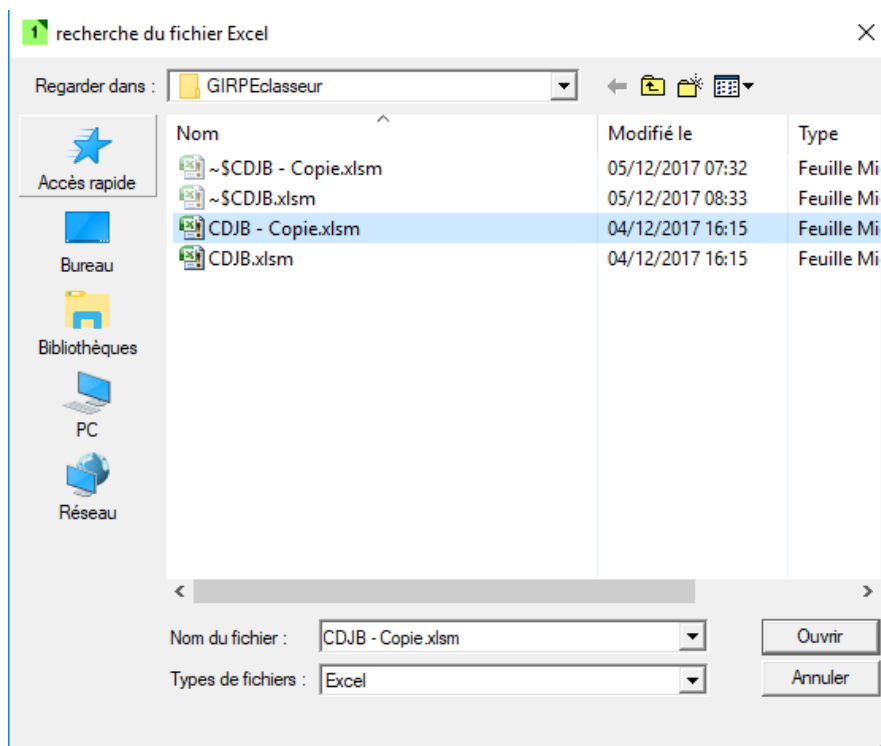 1 recherche du fichier Excel
Regarder dans : GIRPEclasseur
Nom Modifié le Type
~$CDJB - Copie.xlsm 05/12/2017 07:32 Feuille Mi
~$CDJB.xlsm 05/12/2017 08:33 Feuille Mi
CDJB - Copie.xlsm 04/12/2017 16:15 Feuille Mi
CDJB.xlsm 04/12/2017 16:15 Feuille Mi
Accès rapide
Bureau
Bibliothèques
PC
Réseau
Nom du fichier : CDJB - Copie.xlsm Ouvrir
Types de fichiers : Excel Annuler